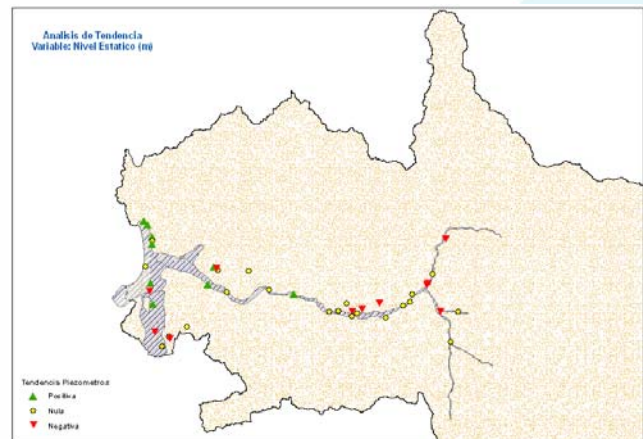 Analisis de Tendencia
Variable: Nivel Estatico (m)
Tendencia Piezometros
Positiva
Nula
Negativa